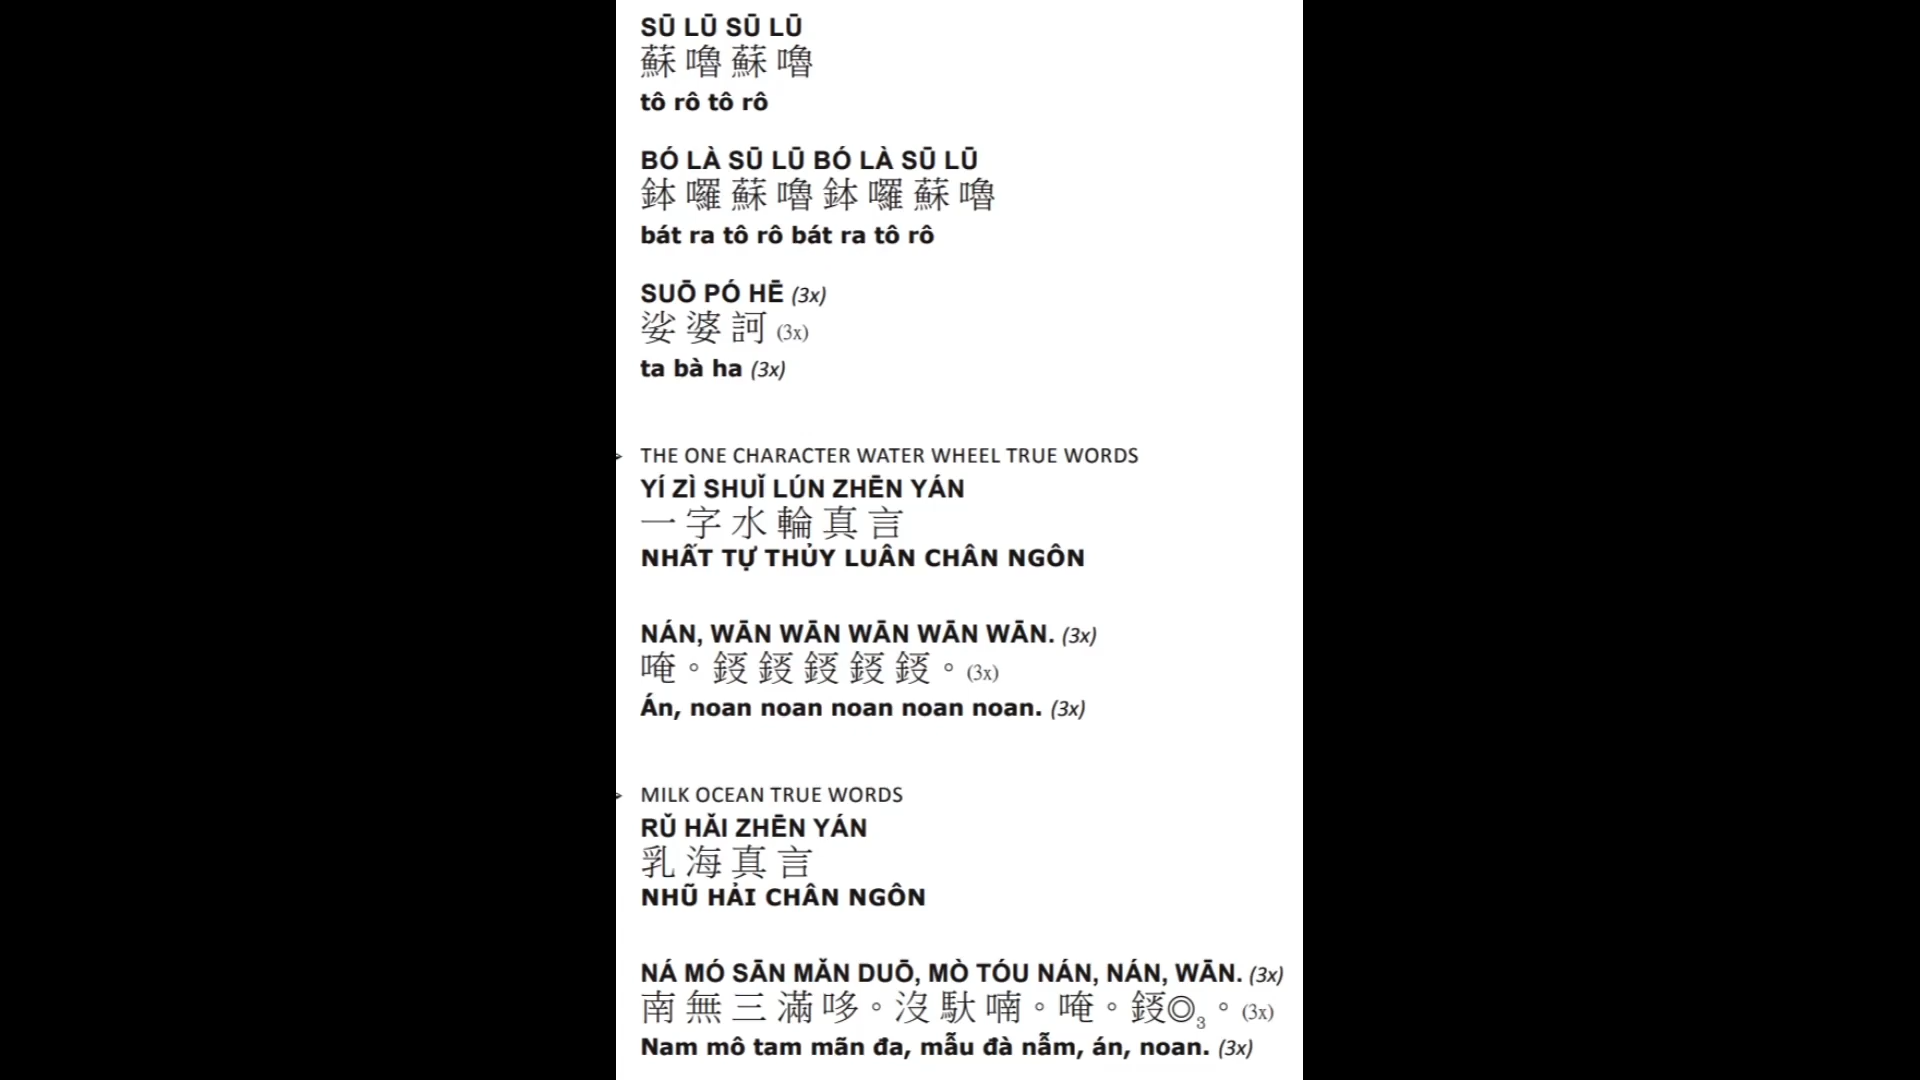 SŪ LŪ SŪ LŪ
蘇 嚕 蘇 嚕
tô rô tô rô
BÓ LÀ SŪ LŪ BÓ LÀ SŪ LŪ
鉢 囉 蘇 嚕 鉢 囉 蘇 嚕
bát ra tô rô bát ra tô rô
SUŌ PÓ HĒ (3x)
娑 婆 訶 (3x)
ta bà ha (3x)
➢ THE ONE CHARACTER WATER WHEEL TRUE WORDS
YÍ ZÌ SHUǏ LÚN ZHĒN YÁN
一 字 水 輪 真 言
NHẤT TỰ THỦY LUÂN CHÂN NGÔN
NÁN, WĀN WĀN WĀN WĀN WĀN. (3x)
唵。鋄 鋄 鋄 鋄 鋄。(3x)
Án, noan noan noan noan noan. (3x)
➢ MILK OCEAN TRUE WORDS
RǓ HǍI ZHĒN YÁN
乳 海 真 言
NHŨ HẢI CHÂN NGÔN
NÁ MÓ SĀN MǍN DUŌ, MÒ TÓU NÁN, NÁN, WĀN. (3x)
南 無 三 滿 哆。沒 馱 喃。唵。鋄◎3。(3x)
Nam mô tam mãn đa, mẫu đà nẫm, án, noan. (3x)